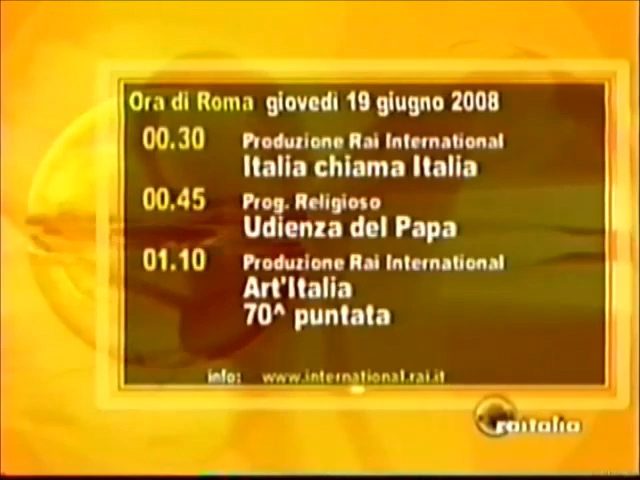 Ora di Roma giovedì 19 giugno 2008
00.30 Produzione Rai International
Italia chiama Italia
00.45 Prog. Religioso
Udienza del Papa
01.10 Produzione Rai International
Art'Italia
70^ puntata
info: www.international.rai.it
raitalia